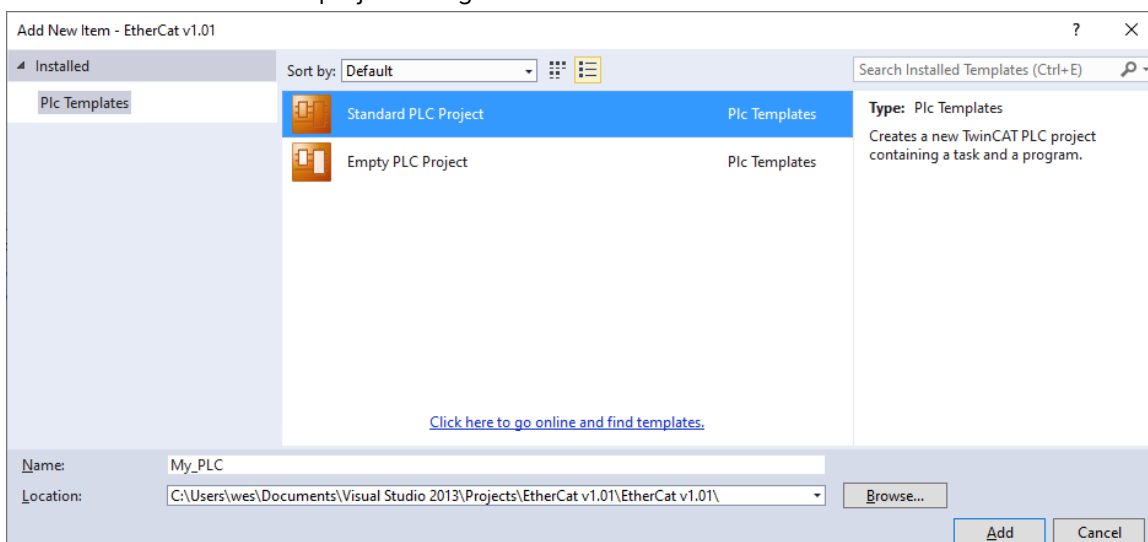 Add New Item - EtherCat v1.01 ? ×
Installed
Sort by: Default
Search Installed Templates (Ctrl+E)
Plc Templates
Standard PLC Project Plc Templates
Type: Plc Templates
Creates a new TwinCAT PLC project
containing a task and a program.
Empty PLC Project Plc Templates
Click here to go online and find templates.
Name: My_PLC
Location: C:\Users\wes\Documents\Visual Studio 2013\Projects\EtherCat v1.01\EtherCat v1.01\
Browse...
Add Cancel